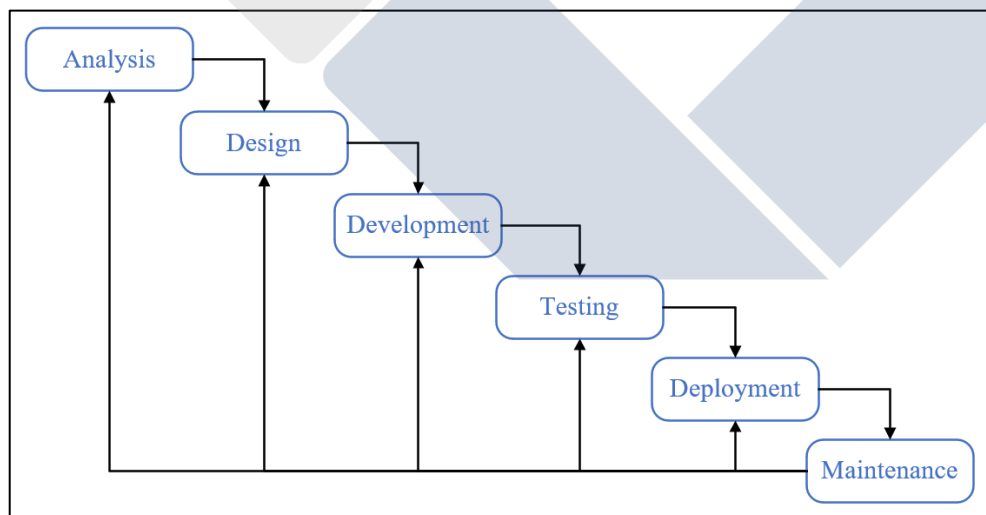 Analysis
Design
Development
Testing
Deployment
Maintenance